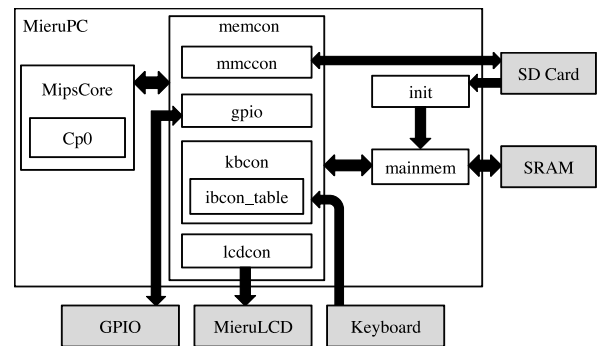 MieruPC
memcon
mmccon
MipsCore
Cp0
gpio
kbcon
ibcon_table
lcdcon
init
mainmem
SD Card
SRAM
GPIO
MieruLCD
Keyboard